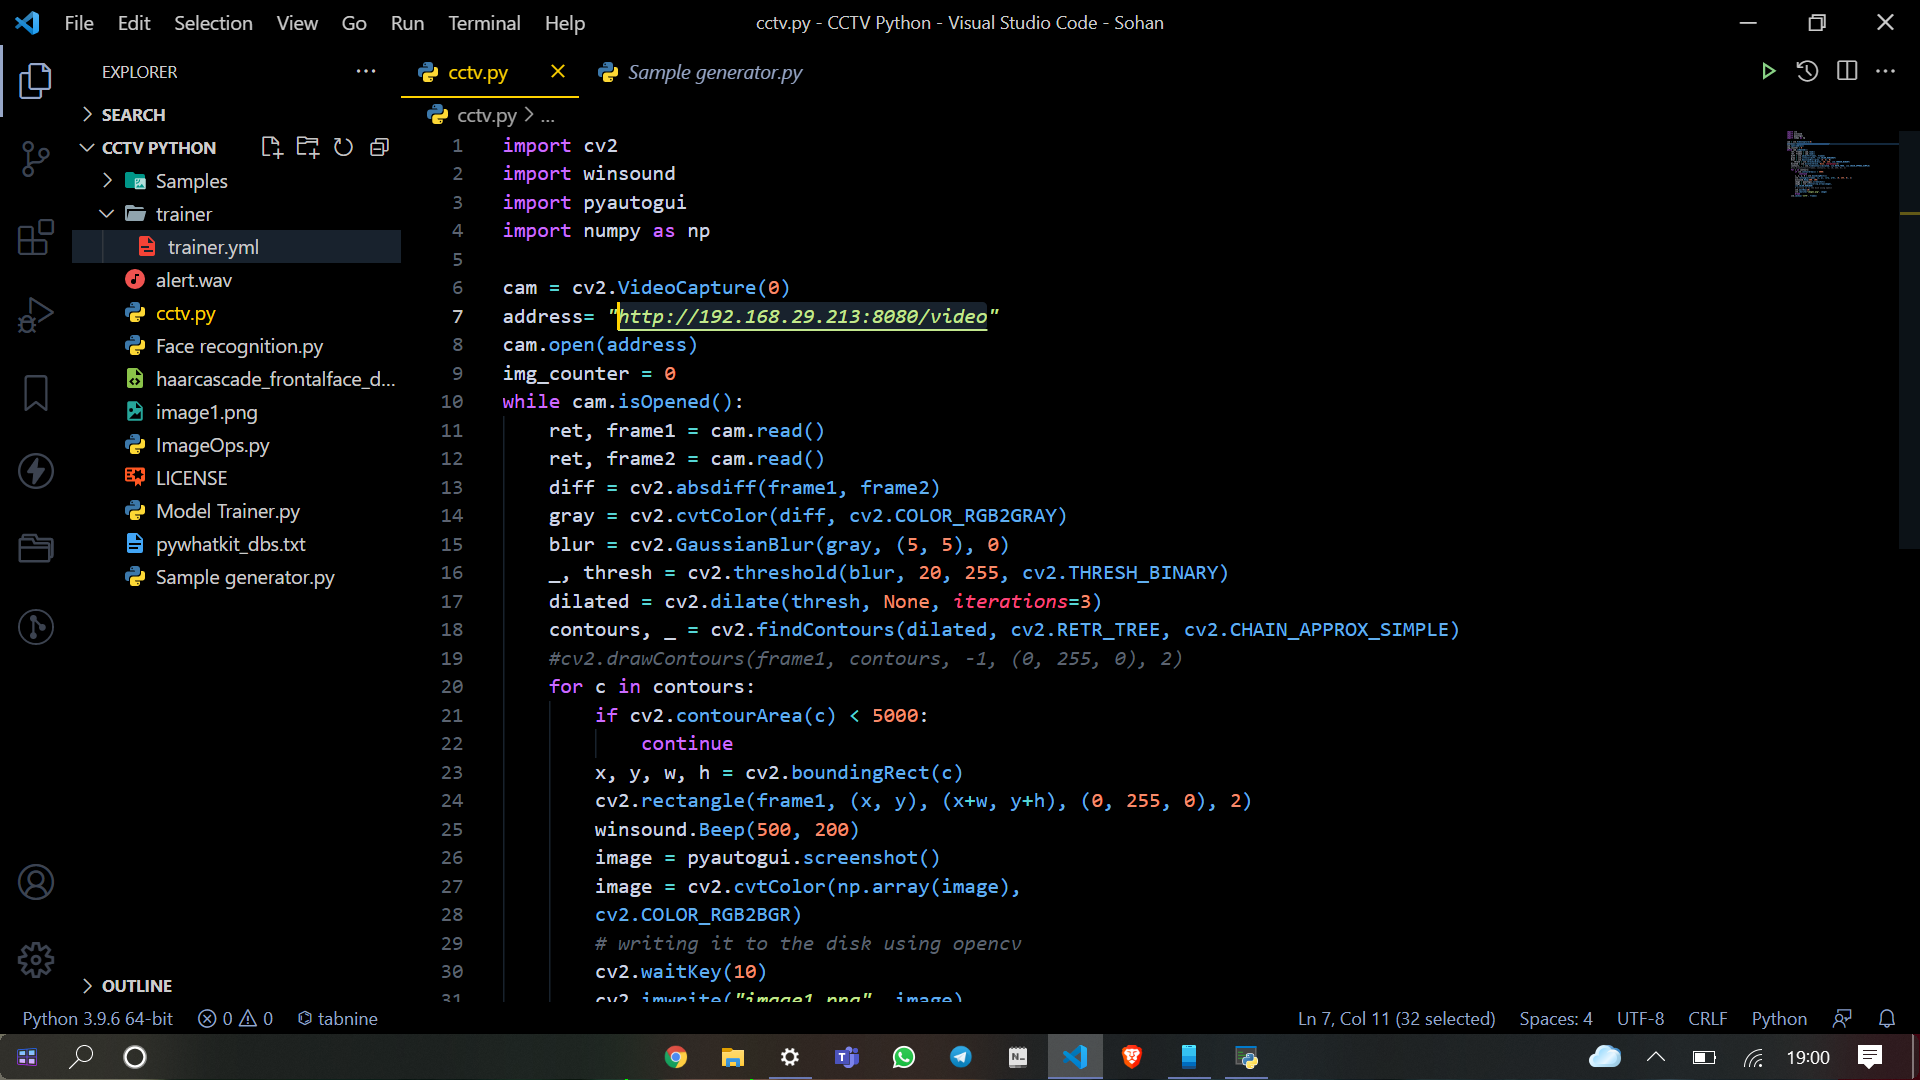 File Edit Selection View Go Run Terminal Help
cctv.py - CCTV Python - Visual Studio Code - Sohan
EXPLORER
SEARCH
CCTV PYTHON
Samples
trainer
trainer.yml
alert.wav
cctv.py
Face recognition.py
haarcascade_frontalface_d...
image1.png
ImageOps.py
LICENSE
Model Trainer.py
pywhatkit_dbs.txt
Sample generator.py
OUTLINE
cctv.py
Sample generator.py
cctv.py > ...
1 import cv2
2 import winsound
3 import pyautogui
4 import numpy as np
5
6 cam = cv2.VideoCapture(0)
7 address= "http://192.168.29.213:8080/video"
8 cam.open(address)
9 img_counter = 0
10 while cam.isOpened():
11     ret, frame1 = cam.read()
12     ret, frame2 = cam.read()
13     diff = cv2.absdiff(frame1, frame2)
14     gray = cv2.cvtColor(diff, cv2.COLOR_RGB2GRAY)
15     blur = cv2.GaussianBlur(gray, (5, 5), 0)
16     _, thresh = cv2.threshold(blur, 20, 255, cv2.THRESH_BINARY)
17     dilated = cv2.dilate(thresh, None, iterations=3)
18     contours, _ = cv2.findContours(dilated, cv2.RETR_TREE, cv2.CHAIN_APPROX_SIMPLE)
19     #cv2.drawContours(frame1, contours, -1, (0, 255, 0), 2)
20     for c in contours:
21         if cv2.contourArea(c) < 5000:
22             continue
23         x, y, w, h = cv2.boundingRect(c)
24         cv2.rectangle(frame1, (x, y), (x+w, y+h), (0, 255, 0), 2)
25         winsound.Beep(500, 200)
26         image = pyautogui.screenshot()
27         image = cv2.cvtColor(np.array(image),
28         cv2.COLOR_RGB2BGR)
29         # writing it to the disk using opencv
30         cv2.waitKey(10)
31         cv2.imwrite("image1.png", image)
Python 3.9.6 64-bit 0 0 tabnine Ln 7, Col 11 (32 selected) Spaces: 4 UTF-8 CRLF Python
19:00